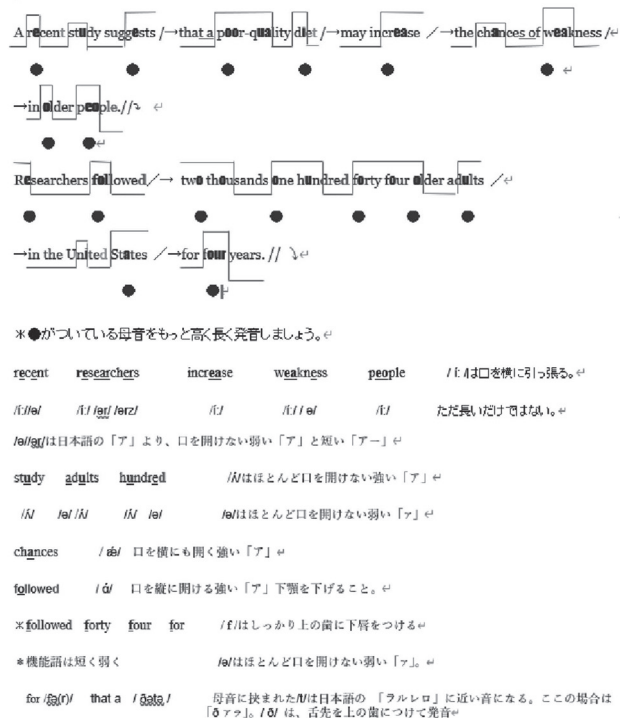 A recent study suggests /→that a poor-quality diet /→may increase ／→the chances of weakness /↵
●　●　●　●　●　● ↵
→in older people.//⤵ ↵
●　●↵
Researchers followed/→ two thousands one hundred forty four older adults ／↵
●　●　●　●　●　●　●
→in the United States ／→for four years. // ⤵↵
●　●↵
＊●がついている母音をもっと高く長く発音しましょう。↵
recent researchers increase weakness people /iː/は口を横に引っ張る。↵
/iː//ə/ /iː/ /ər/ /ərz/ /iː/ /iː/ / ə/ /iː/ ただ長いだけではない。↵
/ə//ər/は日本語の「ア」より、口を開けない弱い「ア」と短い「アー」↵
study adults hundred /ʌ́/はほとんど口を開けない強い「ア」↵
/ʌ́/ /ə/ /ʌ́/ /ʌ́/ /ə/ /ə/はほとんど口を開けない弱い「ァ」↵
chances / ǽ/ 口を横にも開く強い「ア」↵
followed / ɑ́/ 口を縦に開ける強い「ア」下顎を下げること。↵
＊followed forty four for / f /はしっかり上の歯に下唇をつける↵
＊機能語は短く弱く /ə/はほとんど口を開けない弱い「ァ」。↵
for /fə(r)/ that a / ðətə / 母音に挟まれた/t/は日本語の 「ラルレロ」に近い音になる。ここの場合は
「ðァラ」。/ ð/ は、舌先を上の歯につけて発音↵